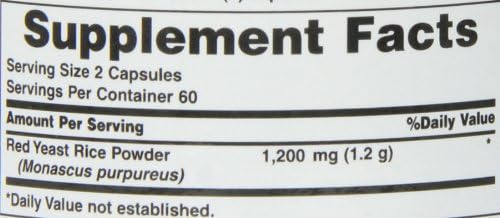 Supplement Facts
Serving Size 2 Capsules
Servings Per Container 60
Amount Per Serving %Daily Value
Red Yeast Rice Powder 1,200 mg (1.2 g) *
(Monascus purpureus)
*Daily Value not established.